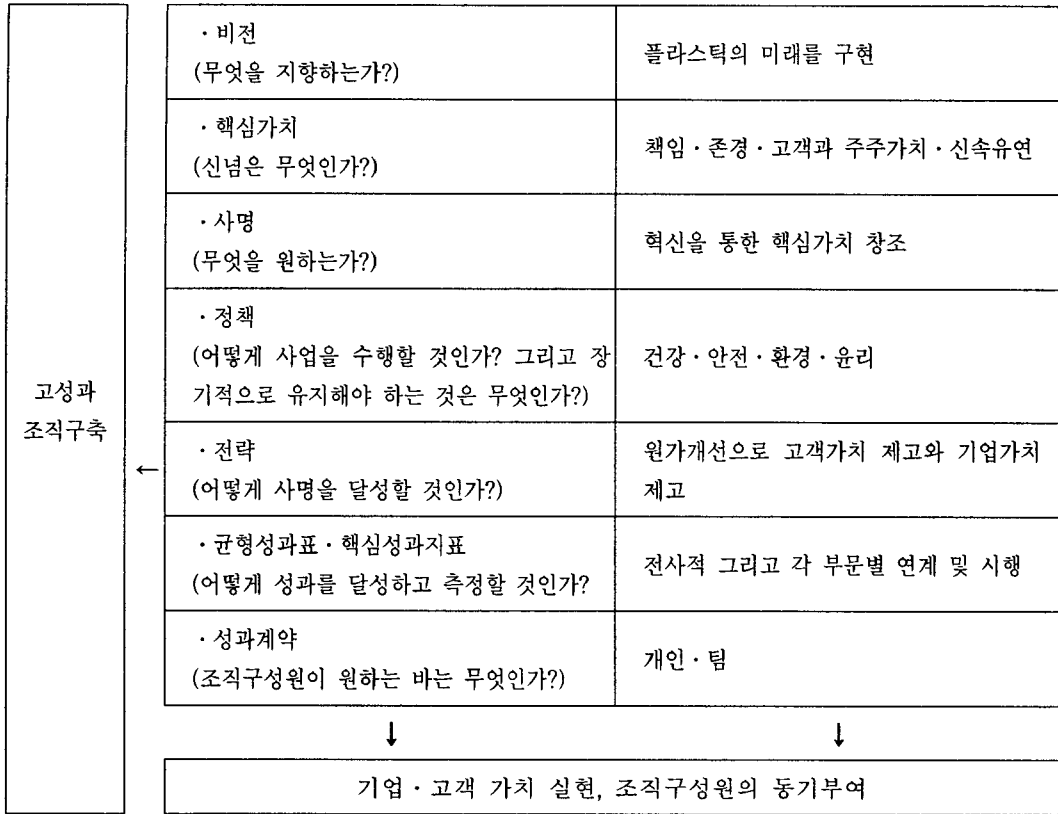 · 비전
(무엇을 지향하는가?)
플라스틱의 미래를 구현
· 핵심가치
(신념은 무엇인가?)
책임 · 존경 · 고객과 주주가치 · 신속유연
· 사명
(무엇을 원하는가?)
혁신을 통한 핵심가치 창조
· 정책
(어떻게 사업을 수행할 것인가? 그리고 장
기적으로 유지해야 하는 것은 무엇인가?)
건강 · 안전 · 환경 · 윤리
고성과
조직구축
←
· 전략
(어떻게 사명을 달성할 것인가?)
원가개선으로 고객가치 제고와 기업가치
제고
· 균형성과표 · 핵심성과지표
(어떻게 성과를 달성하고 측정할 것인가?
전사적 그리고 각 부문별 연계 및 시행
· 성과계약
(조직구성원이 원하는 바는 무엇인가?)
개인 · 팀
↓ ↓
기업 · 고객 가치 실현, 조직구성원의 동기부여